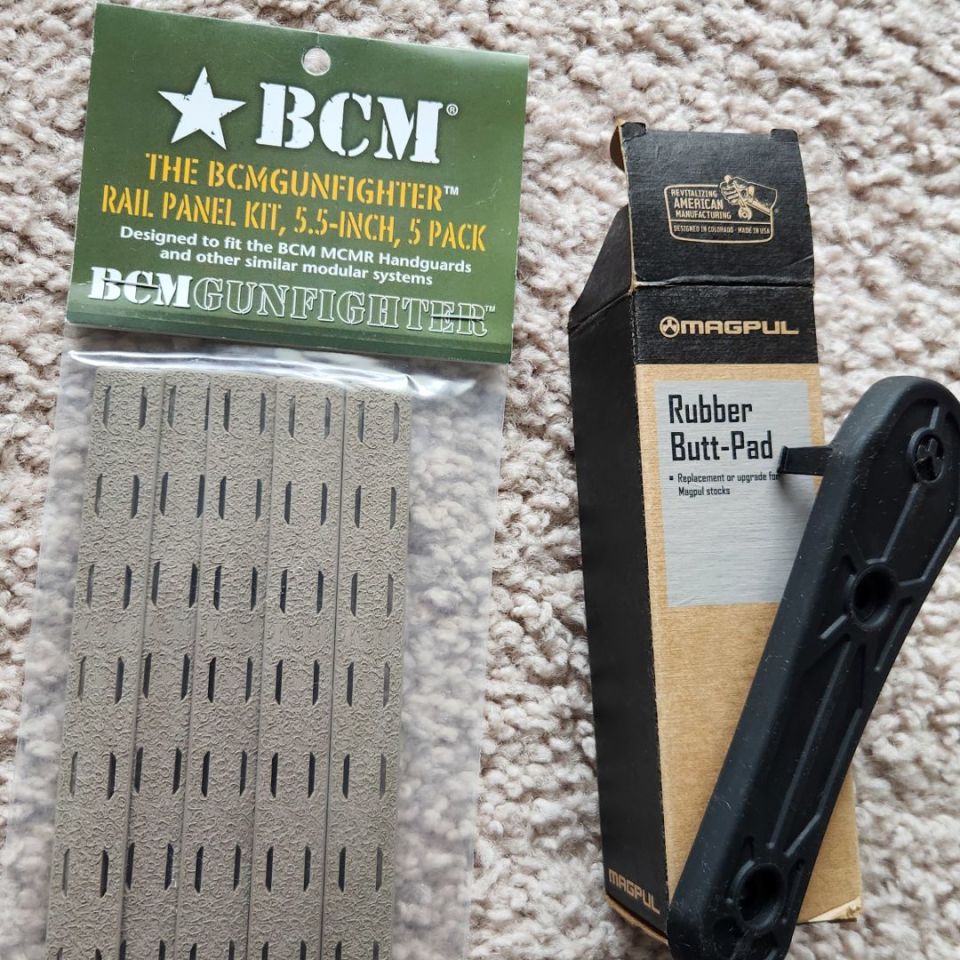 BCM®
THE BCMGUNFIGHTER™
RAIL PANEL KIT, 5.5-INCH, 5 PACK
Designed to fit the BCM MCMR Handguards
and other similar modular systems
BCMGUNFIGHTER™
REVITALIZING
AMERICAN
MANUFACTURING
DESIGNED IN COLORADO - MADE IN USA
MAGPUL
Rubber
Butt-Pad
▪ Replacement or upgrade for
Magpul stocks
MAGPUL